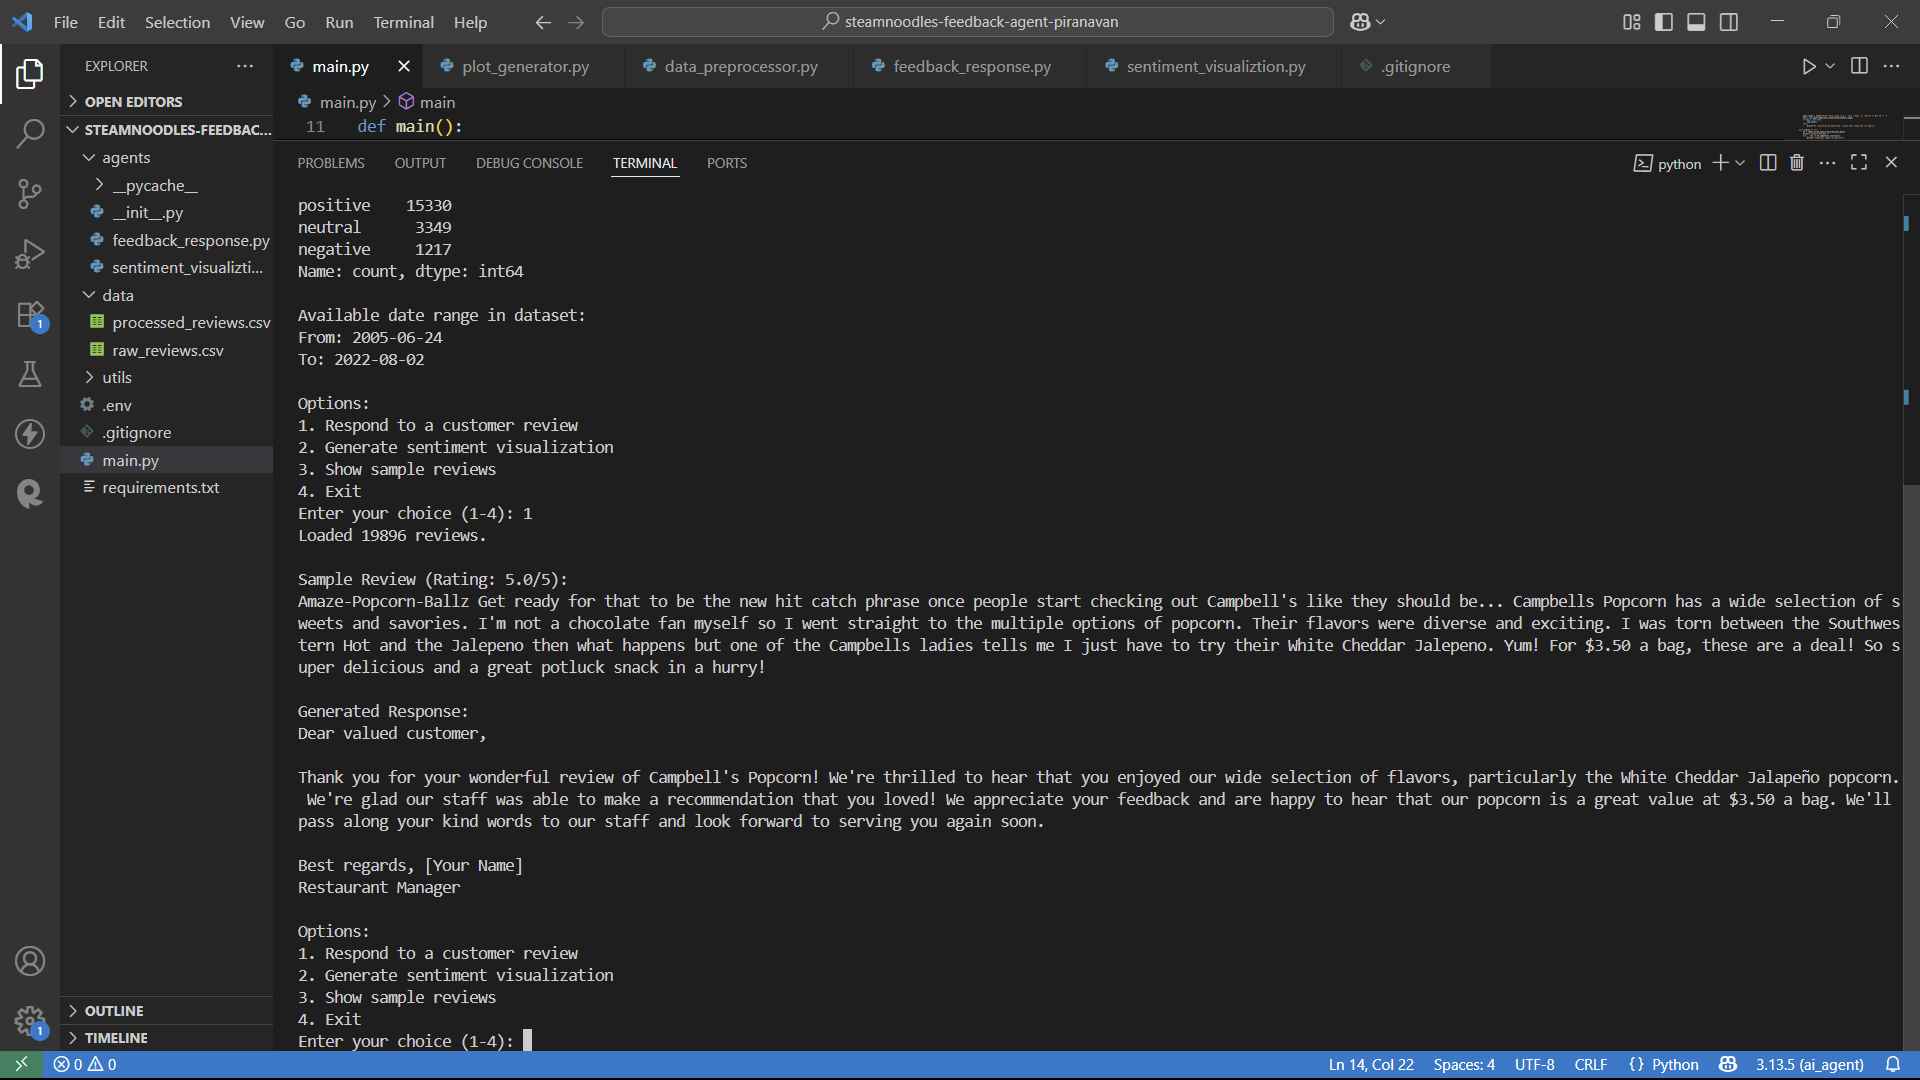 File Edit Selection View Go Run Terminal Help
steamnoodles-feedback-agent-piranavan
EXPLORER
main.py
plot_generator.py
data_preprocessor.py
feedback_response.py
sentiment_visualiztion.py
.gitignore
OPEN EDITORS
STEAMNOODLES-FEEDBAC...
agents
__pycache__
__init__.py
feedback_response.py
sentiment_visualizti...
data
processed_reviews.csv
raw_reviews.csv
utils
.env
.gitignore
main.py
requirements.txt
OUTLINE
TIMELINE
1
1
main.py > main
11 def main():
PROBLEMS OUTPUT DEBUG CONSOLE TERMINAL PORTS
python
positive 15330
neutral 3349
negative 1217
Name: count, dtype: int64
Available date range in dataset:
From: 2005-06-24
To: 2022-08-02
Options:
1. Respond to a customer review
2. Generate sentiment visualization
3. Show sample reviews
4. Exit
Enter your choice (1-4): 1
Loaded 19896 reviews.
Sample Review (Rating: 5.0/5):
Amaze-Popcorn-Ballz Get ready for that to be the new hit catch phrase once people start checking out Campbell's like they should be... Campbells Popcorn has a wide selection of s
weets and savories. I'm not a chocolate fan myself so I went straight to the multiple options of popcorn. Their flavors were diverse and exciting. I was torn between the Southwes
tern Hot and the Jalepeno then what happens but one of the Campbells ladies tells me I just have to try their White Cheddar Jalepeno. Yum! For $3.50 a bag, these are a deal! So s
uper delicious and a great potluck snack in a hurry!
Generated Response:
Dear valued customer,
Thank you for your wonderful review of Campbell's Popcorn! We're thrilled to hear that you enjoyed our wide selection of flavors, particularly the White Cheddar Jalapeño popcorn.
We're glad our staff was able to make a recommendation that you loved! We appreciate your feedback and are happy to hear that our popcorn is a great value at $3.50 a bag. We'll
pass along your kind words to our staff and look forward to serving you again soon.
Best regards, [Your Name]
Restaurant Manager
Options:
1. Respond to a customer review
2. Generate sentiment visualization
3. Show sample reviews
4. Exit
Enter your choice (1-4):
0 0
Ln 14, Col 22 Spaces: 4 UTF-8 CRLF {} Python 3.13.5 (ai_agent)